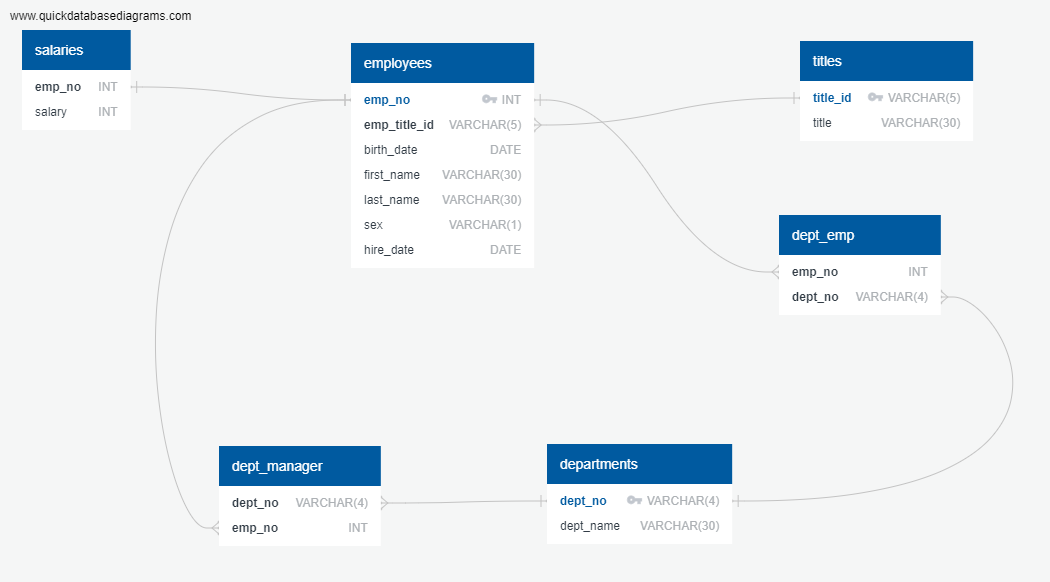 www.quickdatabasediagrams.com
salaries
emp_no INT
salary INT
employees
emp_no INT
emp_title_id VARCHAR(5)
birth_date DATE
first_name VARCHAR(30)
last_name VARCHAR(30)
sex VARCHAR(1)
hire_date DATE
titles
title_id VARCHAR(5)
title VARCHAR(30)
dept_emp
emp_no INT
dept_no VARCHAR(4)
dept_manager
dept_no VARCHAR(4)
emp_no INT
departments
dept_no VARCHAR(4)
dept_name VARCHAR(30)